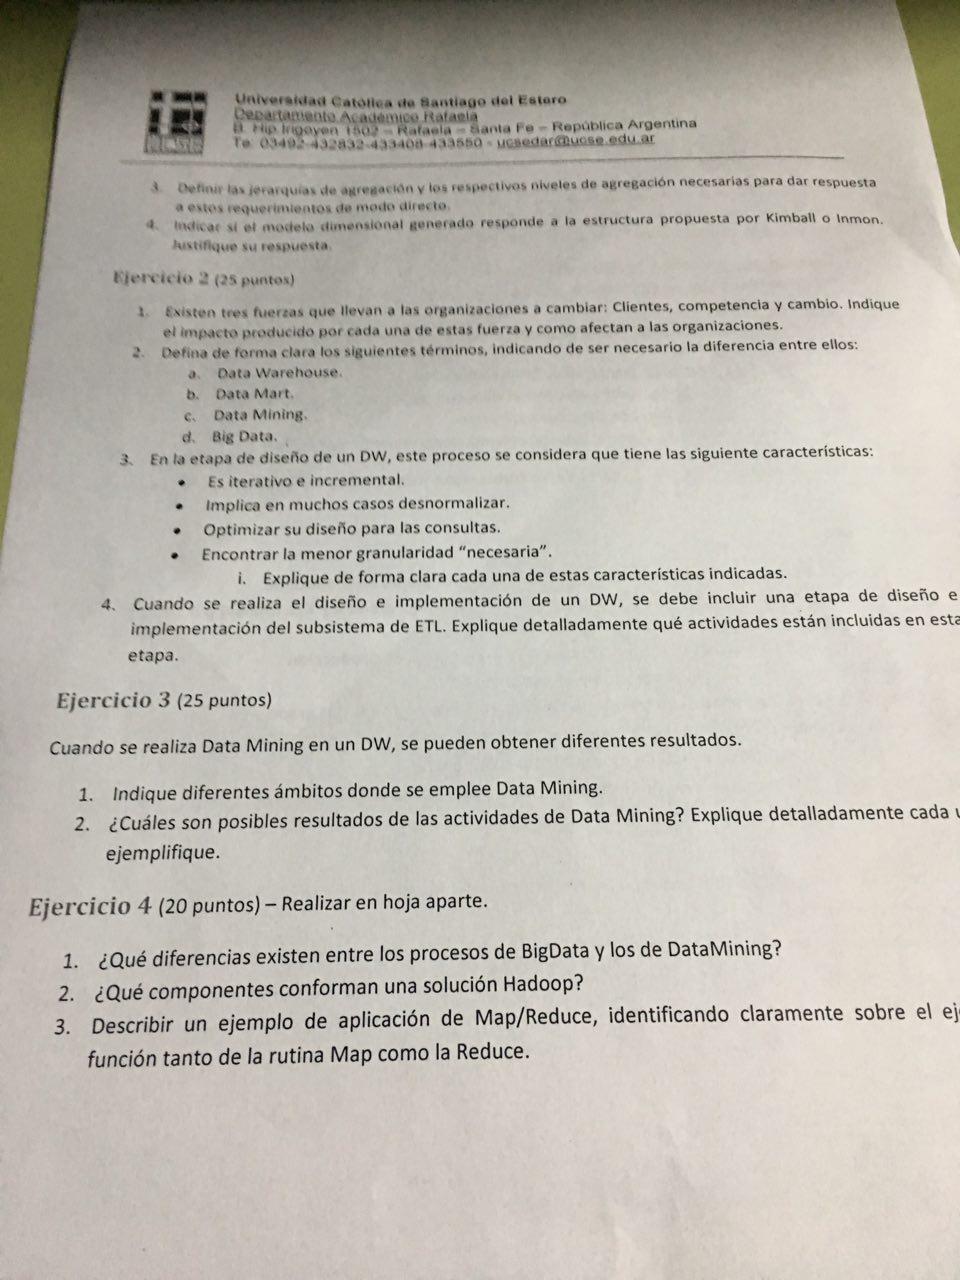 Universidad Católica de Santiago del Estero
Departamento Académico Rafaela
B. Hip Irigoyen 1502 – Rafaela – Santa Fe – República Argentina
Te. 03492-432832-433408-433550 - ucsedar@ucse.edu.ar
3. Definir las jerarquías de agregación y los respectivos niveles de agregación necesarias para dar respuesta
a estos requerimientos de modo directo.
4. Indicar si el modelo dimensional generado responde a la estructura propuesta por Kimball o Inmon.
Justifique su respuesta.
Ejercicio 2 (25 puntos)
1. Existen tres fuerzas que llevan a las organizaciones a cambiar: Clientes, competencia y cambio. Indique
el impacto producido por cada una de estas fuerza y como afectan a las organizaciones.
2. Defina de forma clara los siguientes términos, indicando de ser necesario la diferencia entre ellos:
a. Data Warehouse.
b. Data Mart.
c. Data Mining.
d. Big Data.
3. En la etapa de diseño de un DW, este proceso se considera que tiene las siguiente características:
• Es iterativo e incremental.
• Implica en muchos casos desnormalizar.
• Optimizar su diseño para las consultas.
• Encontrar la menor granularidad “necesaria”.
i. Explique de forma clara cada una de estas características indicadas.
4. Cuando se realiza el diseño e implementación de un DW, se debe incluir una etapa de diseño e
implementación del subsistema de ETL. Explique detalladamente qué actividades están incluidas en esta
etapa.
Ejercicio 3 (25 puntos)
Cuando se realiza Data Mining en un DW, se pueden obtener diferentes resultados.
1. Indique diferentes ámbitos donde se emplee Data Mining.
2. ¿Cuáles son posibles resultados de las actividades de Data Mining? Explique detalladamente cada
ejemplifique.
Ejercicio 4 (20 puntos) – Realizar en hoja aparte.
1. ¿Qué diferencias existen entre los procesos de BigData y los de DataMining?
2. ¿Qué componentes conforman una solución Hadoop?
3. Describir un ejemplo de aplicación de Map/Reduce, identificando claramente sobre el
función tanto de la rutina Map como la Reduce.